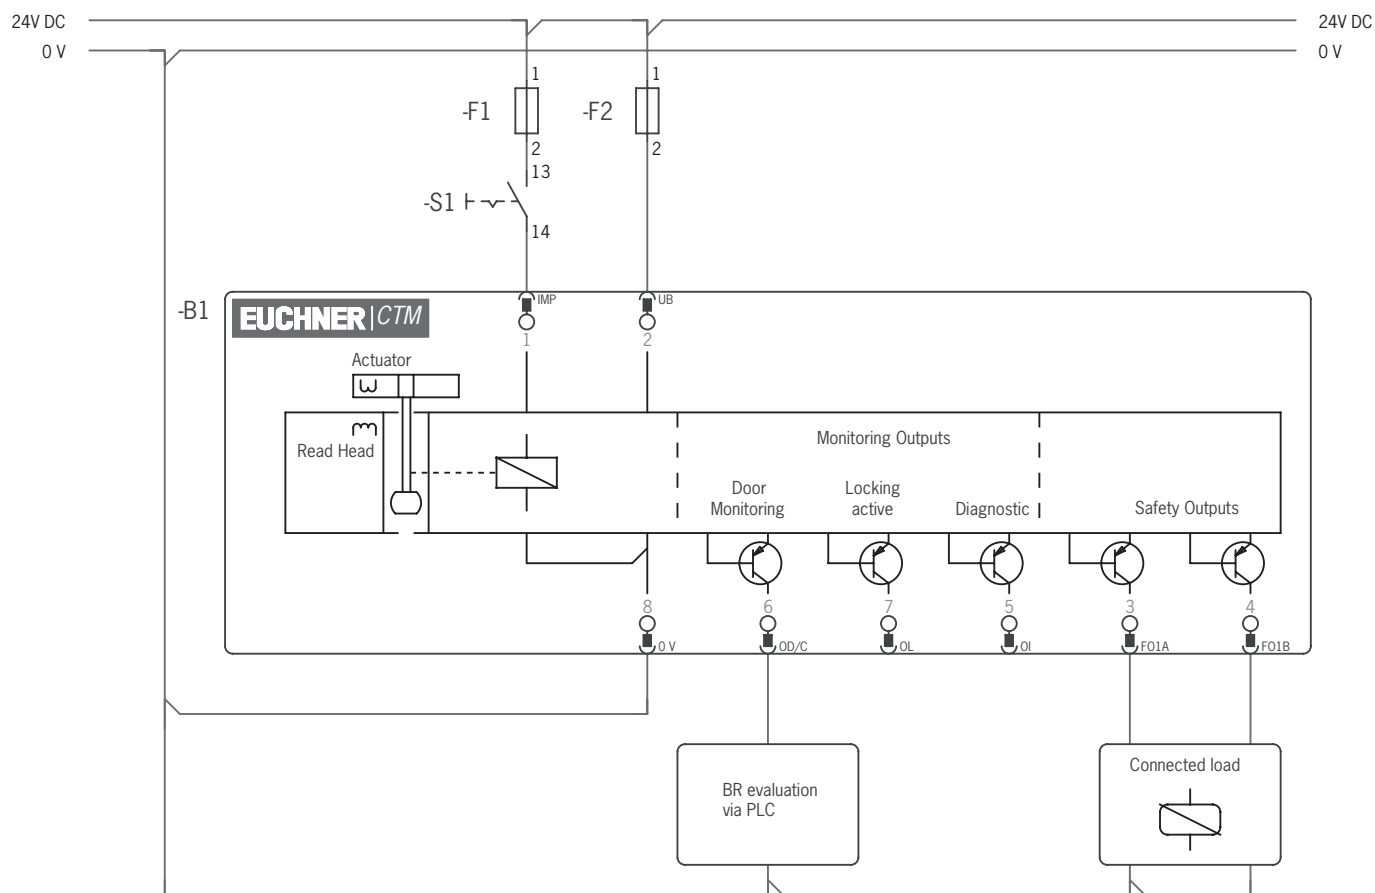 24V DC
24V DC
0 V
0 V
1
1
-F1
-F2
2
2
13
-S1
14
-B1
EUCHNER | CTM
IMP
UB
1
2
Actuator
Read Head
Monitoring Outputs
Door
Monitoring
Locking
active
Diagnostic
Safety Outputs
8
6
7
5
3
4
0 V
OD/C
OL
OI
FO1A
FO1B
BR evaluation
via PLC
Connected load